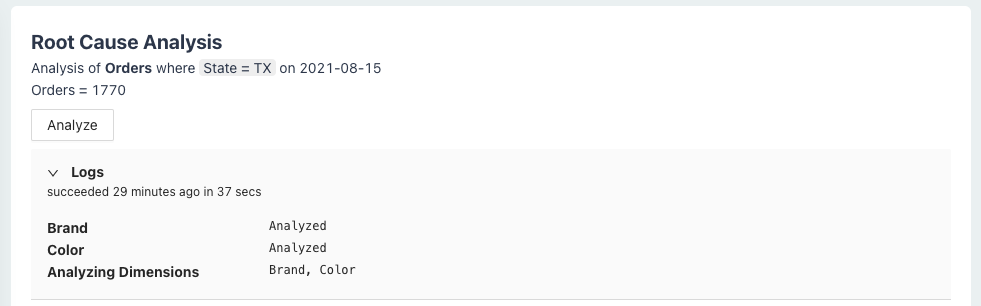 Root Cause Analysis
Analysis of Orders where State = TX on 2021-08-15
Orders = 1770
Analyze
Logs
succeeded 29 minutes ago in 37 secs
Brand Analyzed
Color Analyzed
Analyzing Dimensions Brand, Color